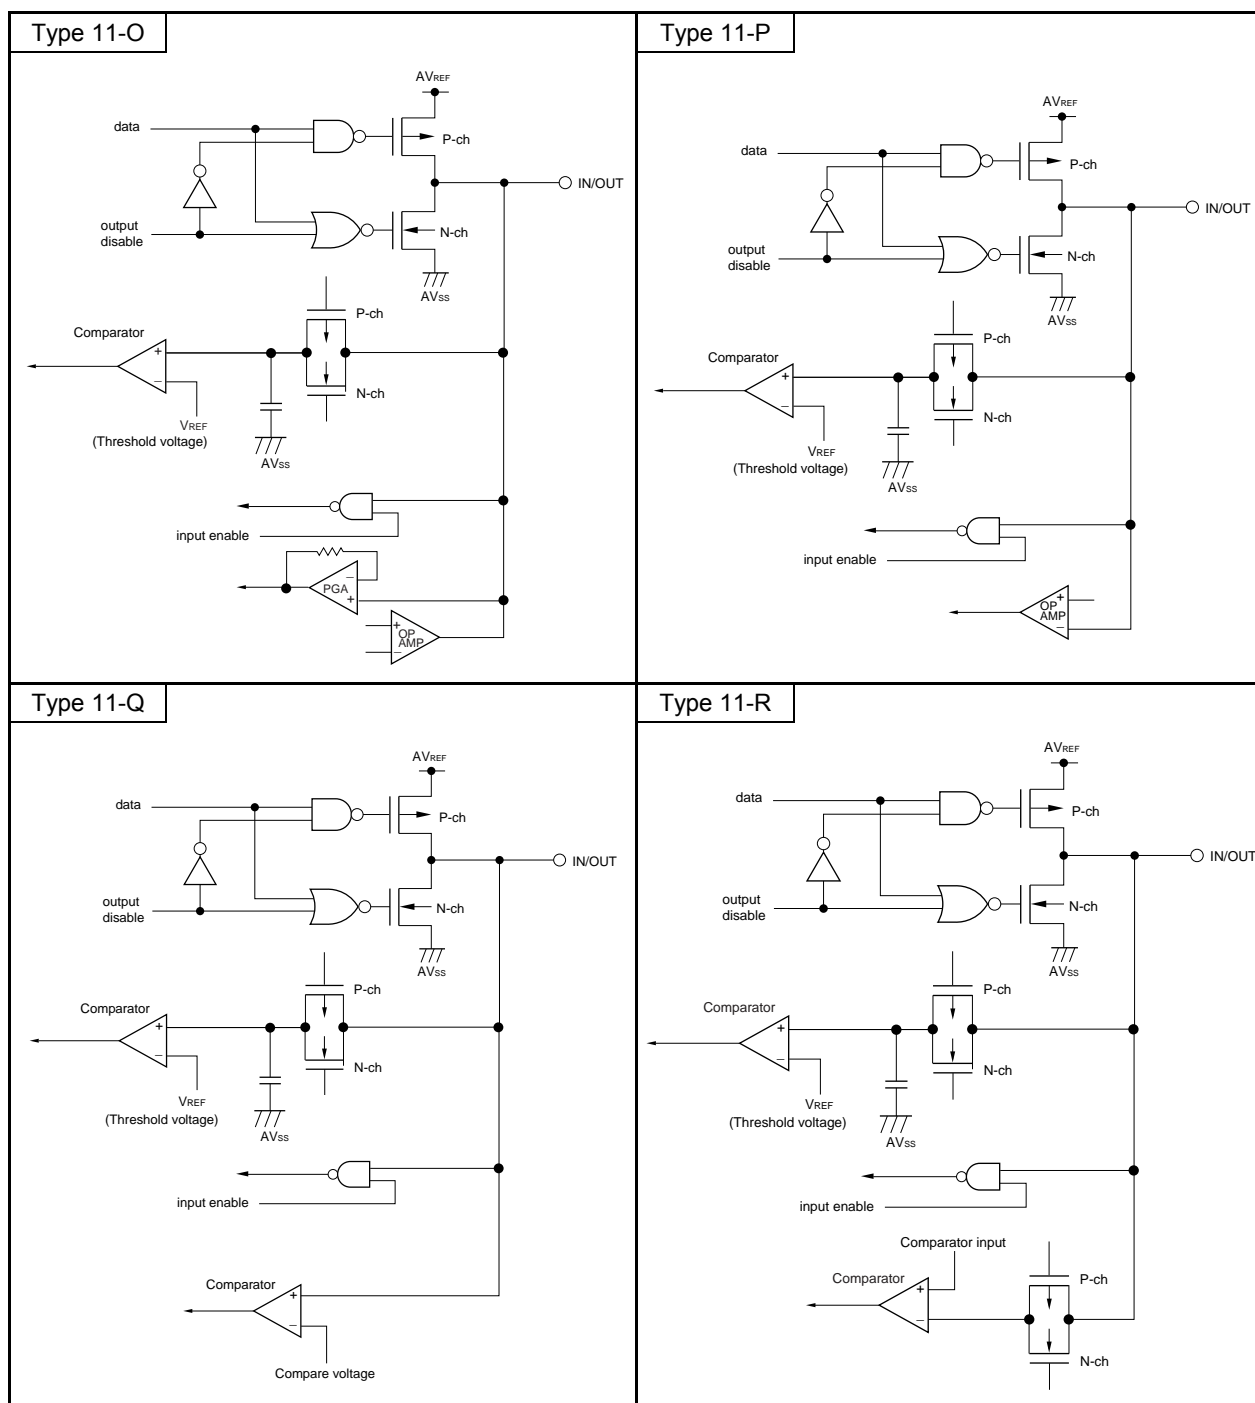 Type 11-O
AVREF
data
P-ch
IN/OUT
output
disable
N-ch
AVSS
P-ch
Comparator
+
−
N-ch
VREF
(Threshold voltage)
AVSS
input enable
−
PGA
+
+
OP
AMP
−
Type 11-P
AVREF
data
P-ch
IN/OUT
output
disable
N-ch
AVSS
P-ch
Comparator
+
−
N-ch
VREF
(Threshold voltage)
AVSS
input enable
+
OP
AMP
−
Type 11-Q
AVREF
data
P-ch
IN/OUT
output
disable
N-ch
AVSS
P-ch
Comparator
+
−
N-ch
VREF
(Threshold voltage)
AVSS
input enable
Comparator
+
−
Compare voltage
Type 11-R
AVREF
data
P-ch
IN/OUT
output
disable
N-ch
AVSS
P-ch
Comparator
+
−
N-ch
VREF
(Threshold voltage)
AVSS
input enable
Comparator input
Comparator
P-ch
+
−
N-ch